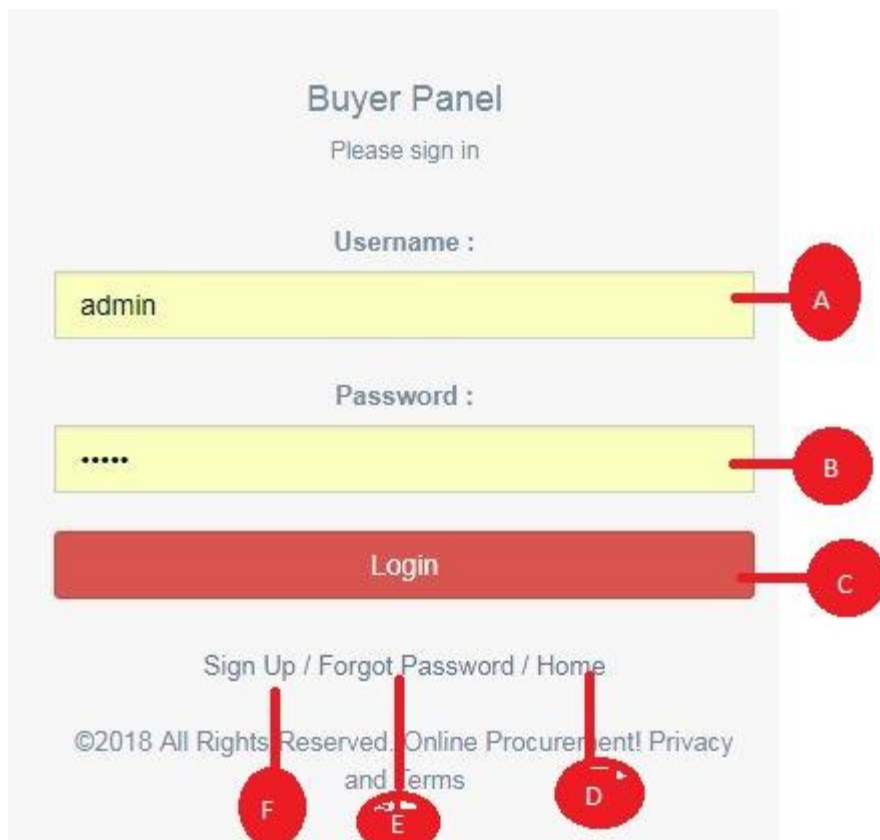 Buyer Panel
Please sign in
Username :
admin
A
Password :
•••••
B
Login
C
Sign Up / Forgot Password / Home
©2018 All Rights Reserved. Online Procurement! Privacy
and Terms
F
E
D